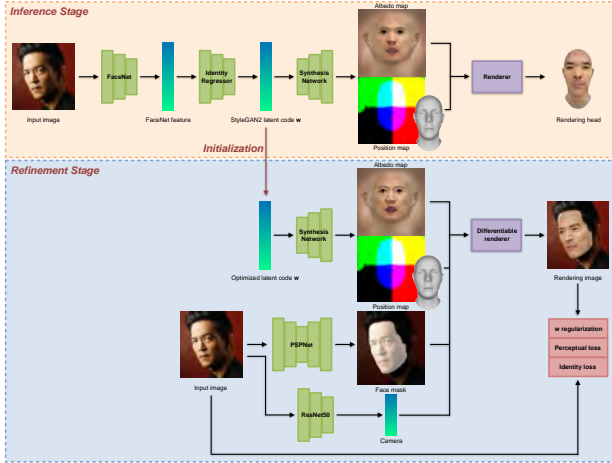 Inference Stage
Albedo map
FaceNet
Identity
Regressor
Synthesis
Network
Renderer
Input image
FaceNet feature
StyleGAN2 latent code w
Position map
Rendering head
Initialization
Refinement Stage
Albedo map
Synthesis
Network
Differentiable
renderer
Optimized latent code w
Position map
Rendering image
PSPNet
w regularization
Perceptual loss
Identity loss
Input image
Face mask
ResNet50
Camera